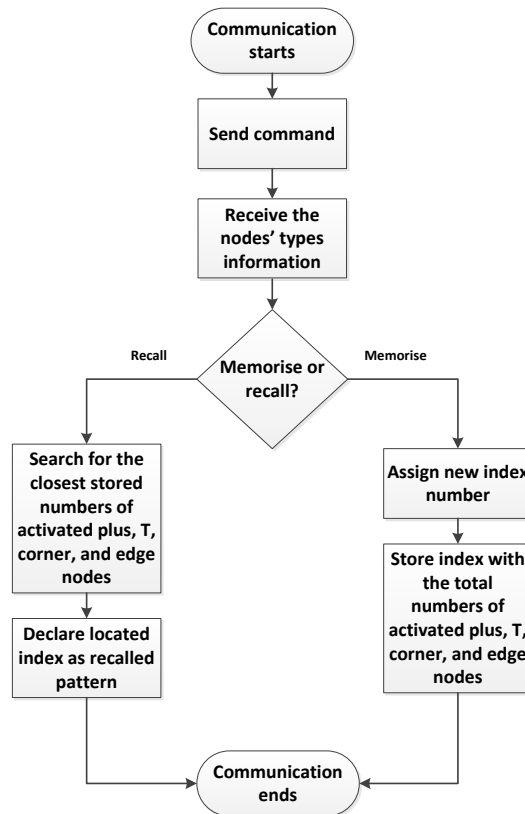 Communication
starts
Send command
Receive the
nodes' types
information
Recall
Memorise
Memorise or
recall?
Search for the
closest stored
numbers of
activated plus, T,
corner, and edge
nodes
Declare located
index as recalled
pattern
Assign new index
number
Store index with
the total
numbers of
activated plus, T,
corner, and edge
nodes
Communication
ends